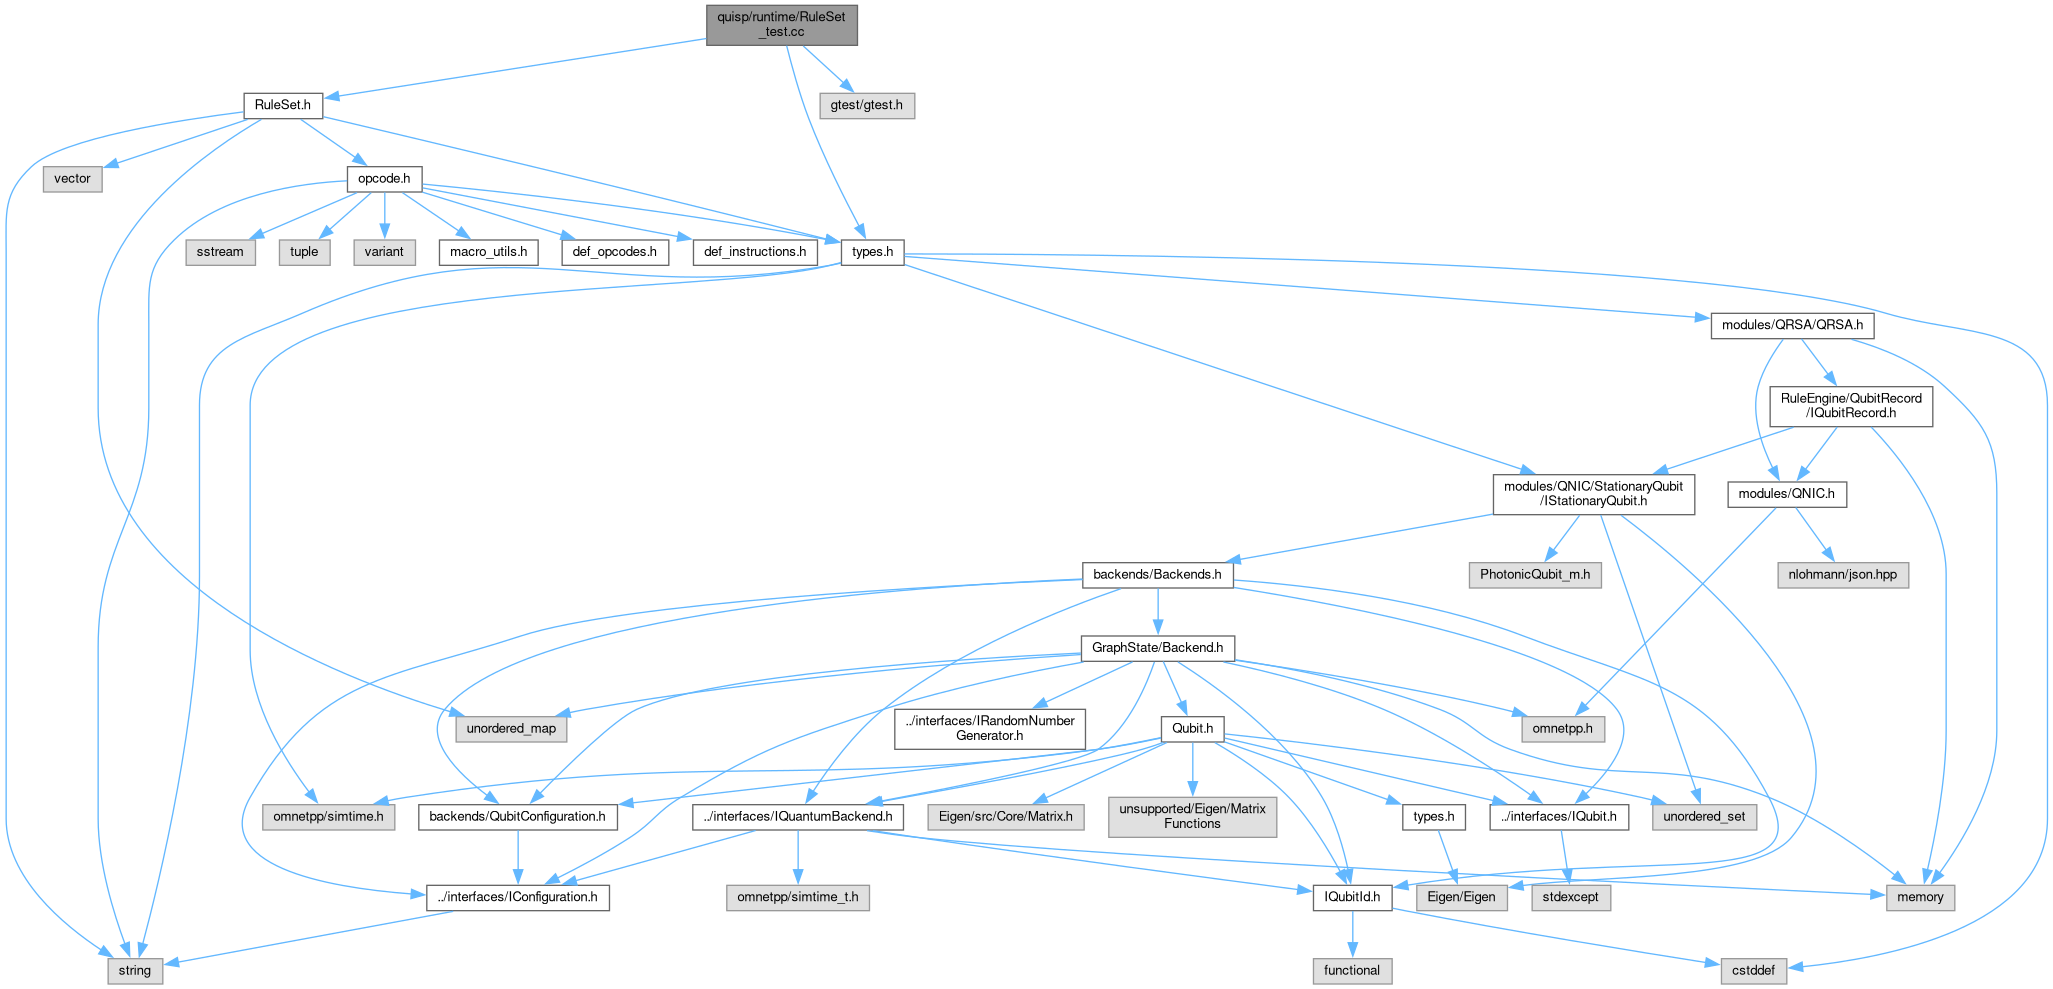 quisp/runtime/RuleSet
_test.cc
RuleSet.h
gtest/gtest.h
vector
opcode.h
sstream
tuple
variant
macro_utils.h
def_opcodes.h
def_instructions.h
types.h
modules/QRSA/QRSA.h
RuleEngine/QubitRecord
/IQubitRecord.h
modules/QNIC/StationaryQubit
/IStationaryQubit.h
modules/QNIC.h
backends/Backends.h
PhotonicQubit_m.h
nlohmann/json.hpp
GraphState/Backend.h
unordered_map
../interfaces/IRandomNumber
Generator.h
Qubit.h
omnetpp.h
omnetpp/simtime.h
backends/QubitConfiguration.h
../interfaces/IQuantumBackend.h
Eigen/src/Core/Matrix.h
unsupported/Eigen/Matrix
Functions
types.h
../interfaces/IQubit.h
unordered_set
../interfaces/IConfiguration.h
omnetpp/simtime_t.h
IQubitId.h
Eigen/Eigen
stdexcept
memory
string
functional
cstddef